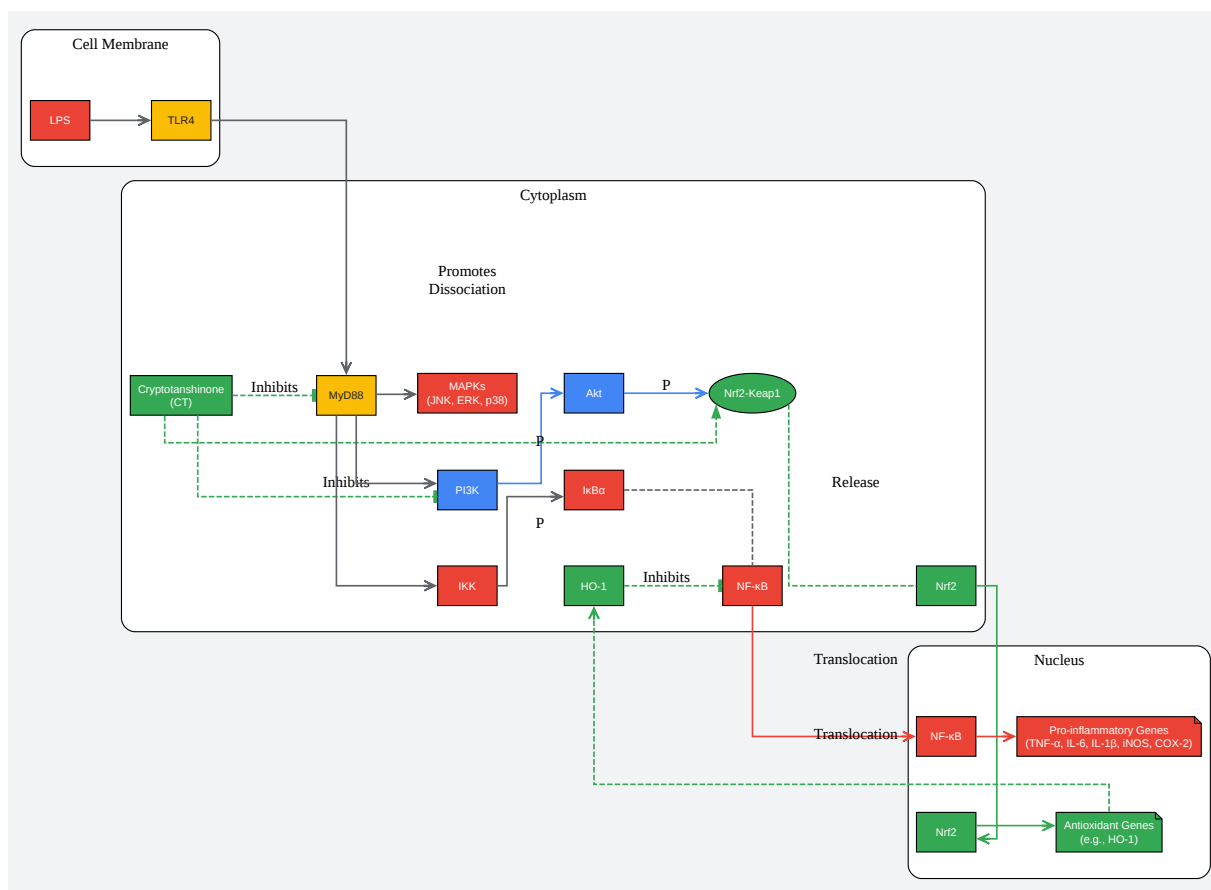 Cell Membrane
LPS
TLR4
Cytoplasm
Promotes
Dissociation
Cryptotanshinone
(CT)
Inhibits
MyD88
MAPKs
(JNK, ERK, p38)
Akt
P
Nrf2-Keap1
P
Inhibits
PI3K
IκBα
Release
P
IKK
HO-1
Inhibits
NF-κB
Nrf2
Translocation
Nucleus
Translocation
NF-κB
Pro-inflammatory Genes
(TNF-α, IL-6, IL-1β, iNOS, COX-2)
Nrf2
Antioxidant Genes
(e.g., HO-1)